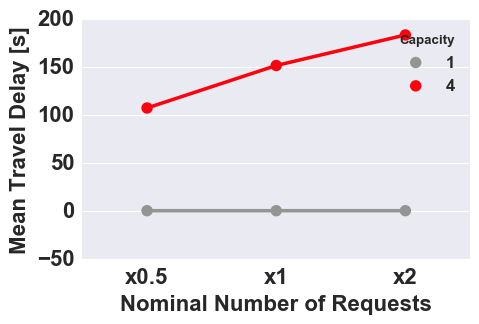 Mean Travel Delay [s]
200
150
100
50
0
−50
Capacity
1
4
x0.5 x1 x2
Nominal Number of Requests